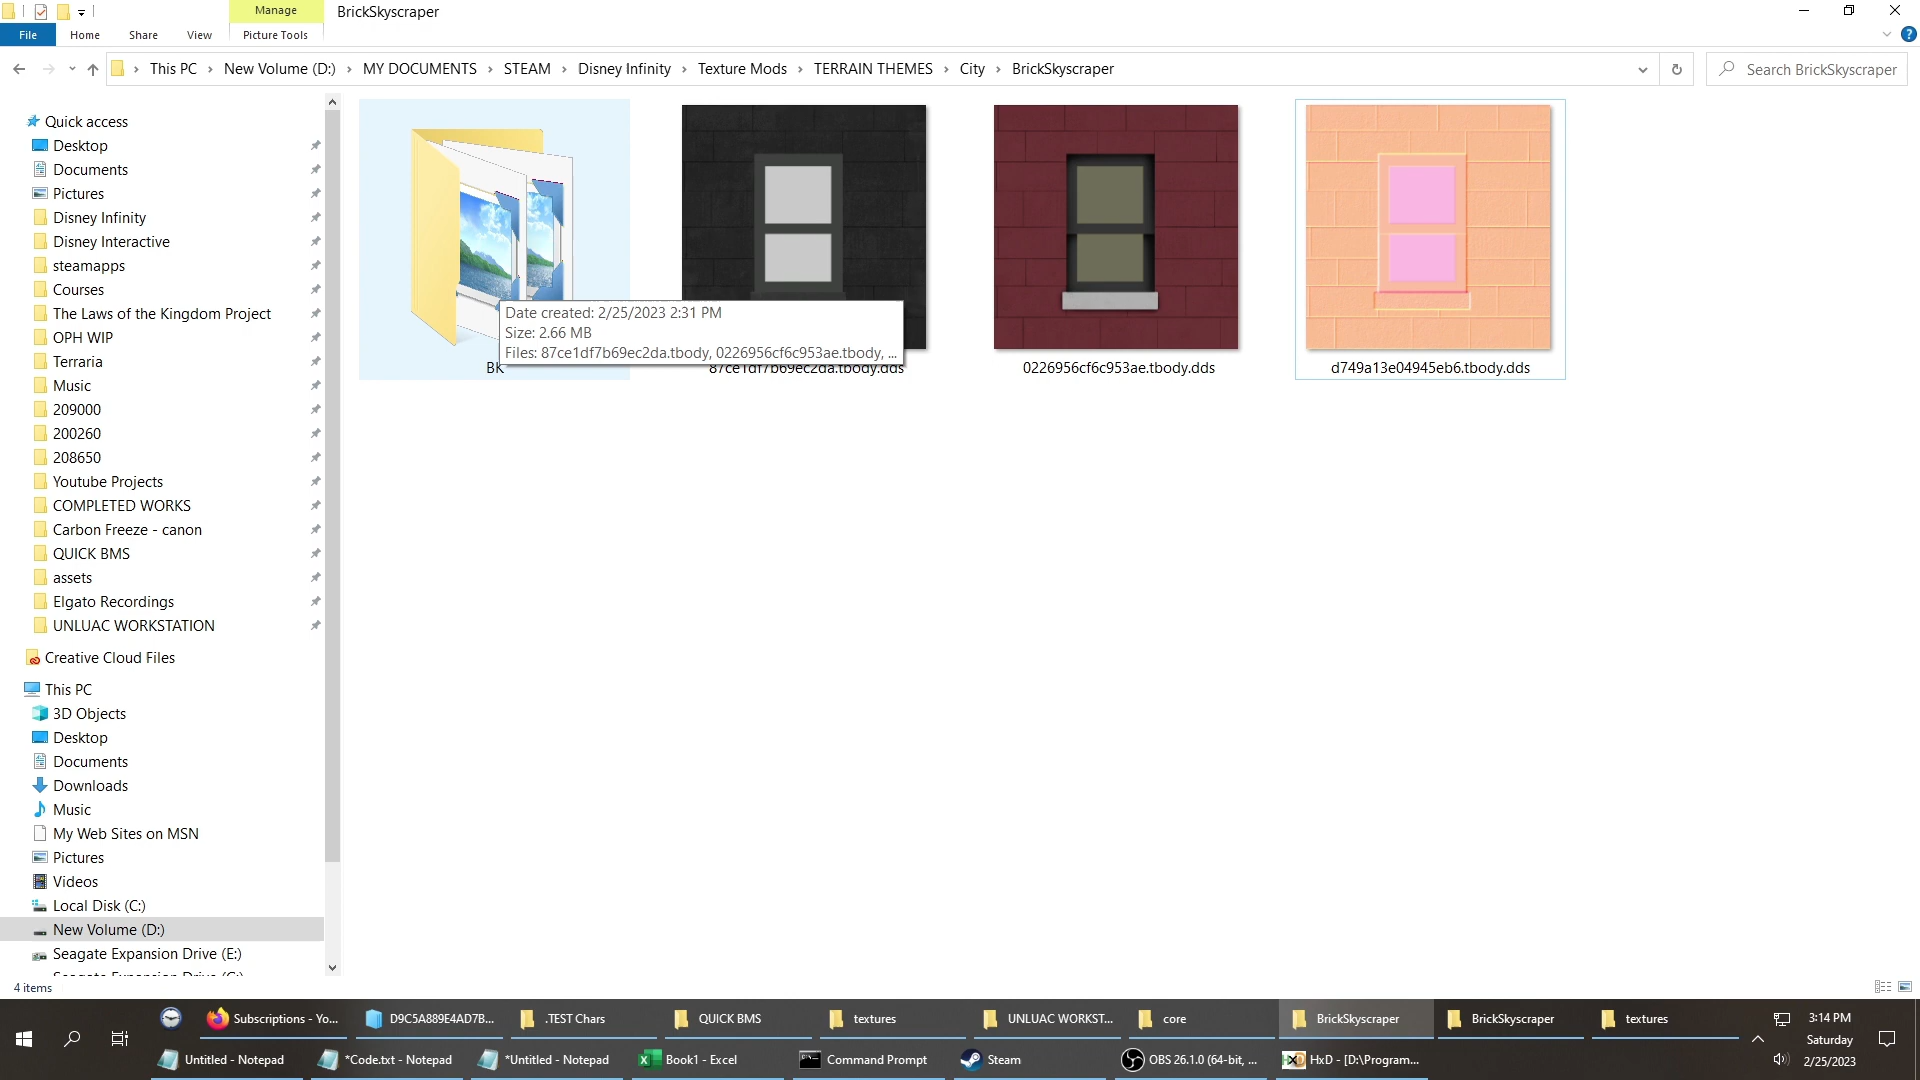 Manage
BrickSkyscraper
File
Home
Share
View
Picture Tools
This PC
New Volume (D:)
MY DOCUMENTS
STEAM
Disney Infinity
Texture Mods
TERRAIN THEMES
City
BrickSkyscraper
Search BrickSkyscraper
Quick access
Desktop
Documents
Pictures
Disney Infinity
Disney Interactive
steamapps
Courses
The Laws of the Kingdom Project
OPH WIP
Terraria
Music
209000
200260
208650
Youtube Projects
COMPLETED WORKS
Carbon Freeze - canon
QUICK BMS
assets
Elgato Recordings
UNLUAC WORKSTATION
Creative Cloud Files
This PC
3D Objects
Desktop
Documents
Downloads
Music
My Web Sites on MSN
Pictures
Videos
Local Disk (C:)
New Volume (D:)
Seagate Expansion Drive (E:)
Seagate Expansion Drive (G:)
Date created: 2/25/2023 2:31 PM
Size: 2.66 MB
Files: 87ce1df7b69ec2da.tbody, 0226956cf6c953ae.tbody, ...
BK
87ce1df7b69ec2da.tbody.dds
0226956cf6c953ae.tbody.dds
d749a13e04945eb6.tbody.dds
4 items
Subscriptions - Yo...
D9C5A889E4AD7B...
.TEST Chars
QUICK BMS
textures
UNLUAC WORKST...
core
BrickSkyscraper
BrickSkyscraper
textures
Untitled - Notepad
*Code.txt - Notepad
*Untitled - Notepad
Book1 - Excel
Command Prompt
Steam
OBS 26.1.0 (64-bit, ...
HxD - [D:\Program...
3:14 PM
Saturday
2/25/2023